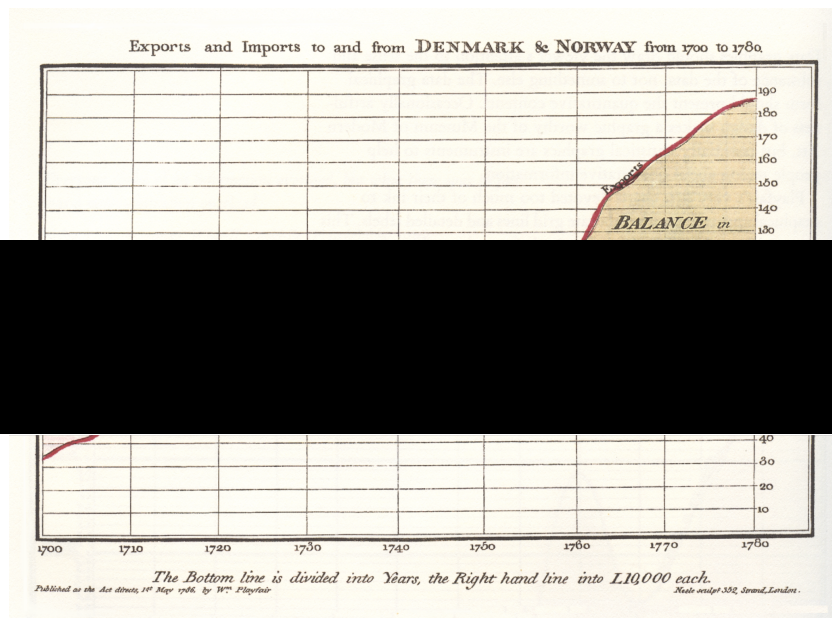 Exports and Imports to and from DENMARK & NORWAY from 1700 to 1780.
190
180
170
160
Exports
150
140
BALANCE in
130
40
30
20
10
1700 1710 1720 1730 1740 1750 1760 1770 1780
The Bottom line is divided into Years, the Right hand line into L10,000 each.
Published as the Act directs, 1st May 1786. by Wm Playfair
Neele sculpt 352, Strand, London.